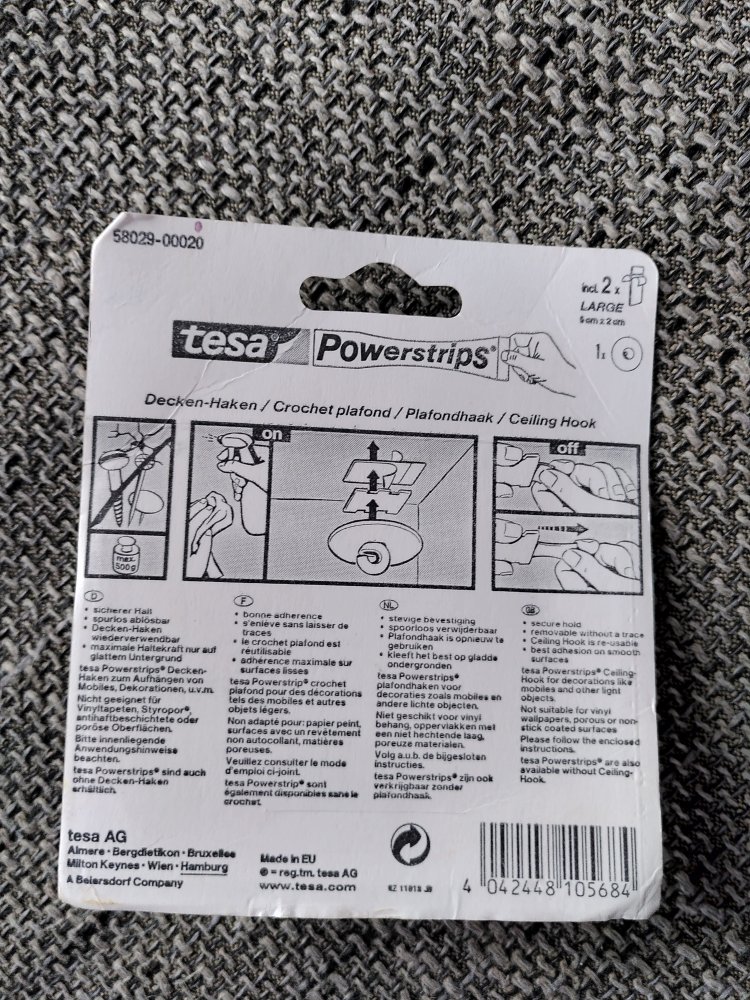 58029-00020
incl. 2 x
LARGE
5 cm x 2 cm
1x
tesa® Powerstrips®
Decken-Haken / Crochet plafond / Plafondhaak / Ceiling Hook
on
off
max.
500g
D
• sicherer Halt
• spurlos ablösbar
• Decken-Haken
wiederverwendbar
• maximale Haltekraft nur auf
glattem Untergrund
tesa Powerstrips® Decken-
Haken zum Aufhängen von
Mobiles, Dekorationen, u.v.m.
Nicht geeignet für
Vinyltapeten, Styropor®,
antihaftbeschichtete oder
poröse Oberflächen.
Bitte innenliegende
Anwendungshinweise
beachten.
tesa Powerstrips® sind auch
ohne Decken-Haken
erhältlich.
F
• bonne adhérence
• s'enlève sans laisser de
traces
• le crochet plafond est
réutilisable
• adhérence maximale sur
surfaces lisses
tesa Powerstrip® crochet
plafond pour des décorations
tels des mobiles et autres
objets légers.
Non adapté pour: papier peint,
surfaces avec un revêtement
non autocollant, matières
poreuses.
Veuillez consulter le mode
d'emploi ci-joint.
tesa Powerstrip® sont
également disponibles sans le
crochet.
NL
• stevige bevestiging
• spoorloos verwijderbaar
• Plafondhaak is opnieuw te
gebruiken
• kleeft het best op gladde
ondergronden
tesa Powerstrips®
plafondhaken voor
decoraties zoals mobiles en
andere lichte objecten.
Niet geschikt voor vinyl
behang, oppervlakken met
een niet hechtende laag,
poreuze materialen.
Volg a.u.b. de bijgesloten
instructies.
tesa Powerstrips® zijn ook
verkrijgbaar zonder
plafondhaak.
GB
• secure hold
• removable without a trace
• Ceiling Hook is re-usable
• best adhesion on smooth
surfaces
tesa Powerstrips® Ceiling-
Hook for decorations like
mobiles and other light
objects.
Not suitable for vinyl
wallpapers, porous or non-
stick coated surfaces
Please follow the enclosed
instructions.
tesa Powerstrips® are also
available without Ceiling-
Hook.
tesa AG
Almere · Bergdietikon · Bruxelles
Milton Keynes · Wien · Hamburg
A Beiersdorf Company
Made in EU
® = reg.tm. tesa AG
www.tesa.com
4 042448 105684